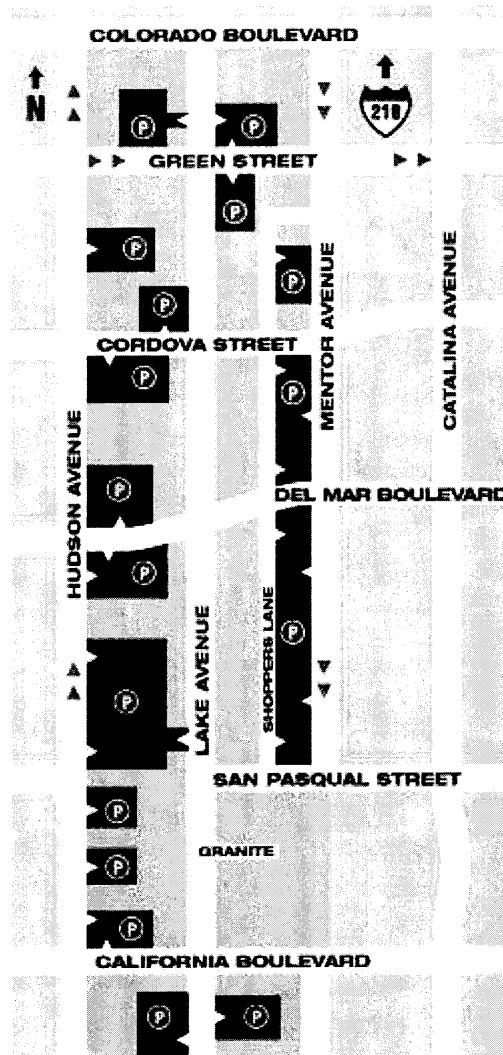 COLORADO BOULEVARD
N
210
P
P
GREEN STREET
P
P
P
P
CORDOVA STREET
MENTOR AVENUE
CATALINA AVENUE
P
P
HUDSON AVENUE
P
DEL MAR BOULEVARD
P
LAKE AVENUE
SHOPPERS LANE
P
P
SAN PASQUAL STREET
P
GRANITE
P
P
CALIFORNIA BOULEVARD
P
P